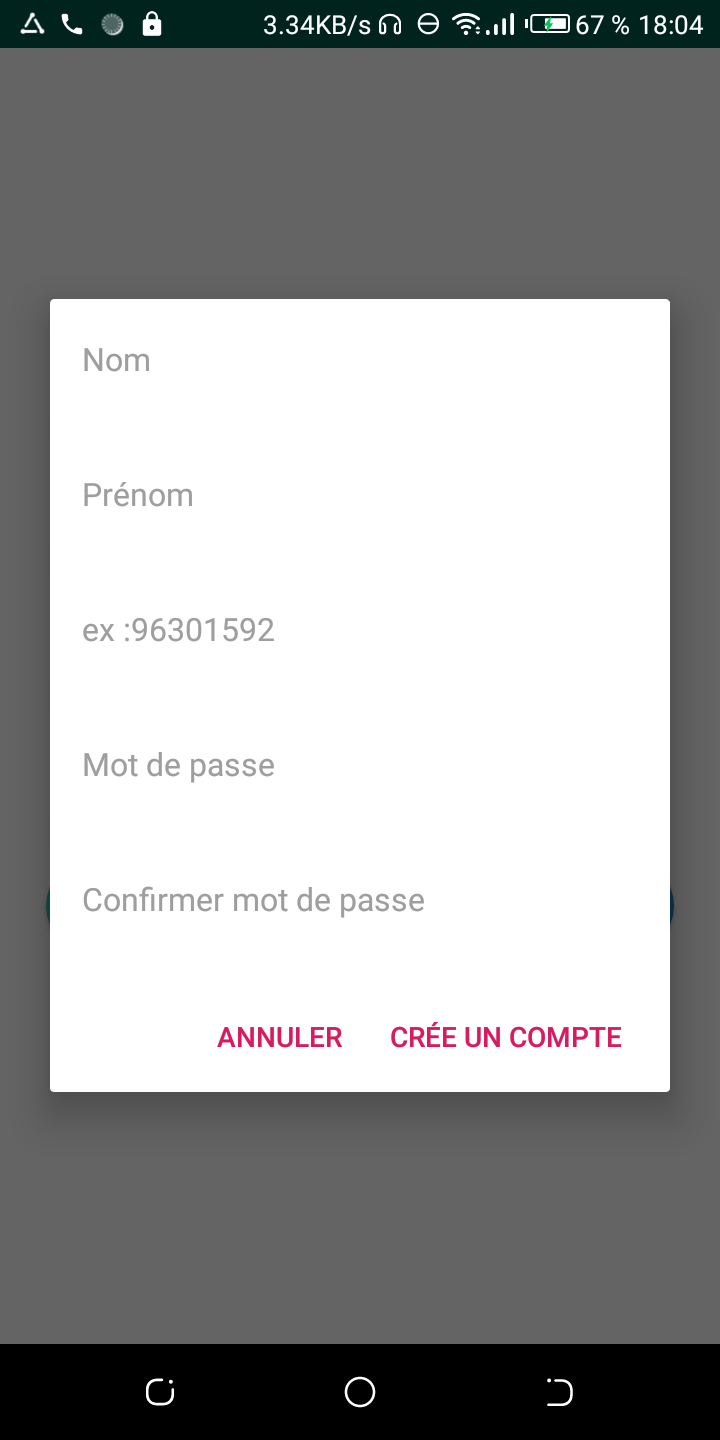 3.34KB/s 67 % 18:04
Nom
Prénom
ex :96301592
Mot de passe
Confirmer mot de passe
ANNULER CRÉE UN COMPTE